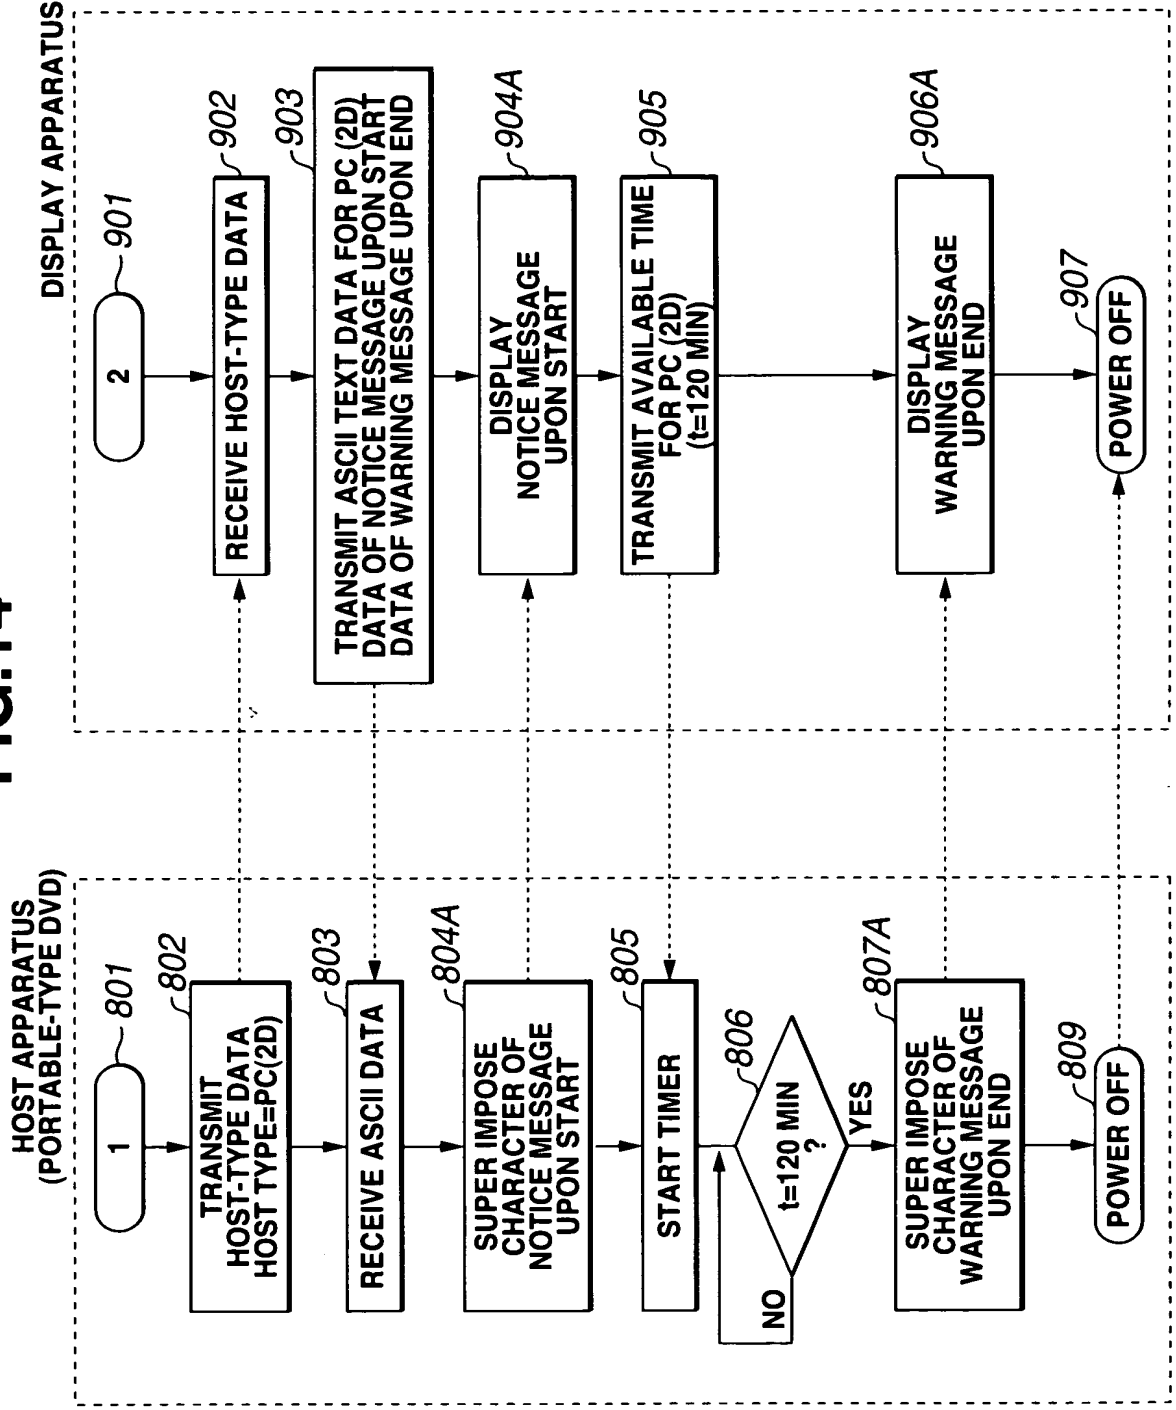 FIG.14
HOST APPARATUS
(PORTABLE-TYPE DVD)
1
801
TRANSMIT
HOST-TYPE DATA
HOST TYPE=PC(2D)
802
RECEIVE ASCII DATA
803
SUPER IMPOSE
CHARACTER OF
NOTICE MESSAGE
UPON START
804A
START TIMER
805
t=120 MIN
?
806
NO
YES
SUPER IMPOSE
CHARACTER OF
WARNING MESSAGE
UPON END
807A
POWER OFF
809
DISPLAY APPARATUS
2
901
RECEIVE HOST-TYPE DATA
902
TRANSMIT ASCII TEXT DATA FOR PC (2D)
DATA OF NOTICE MESSAGE UPON START
DATA OF WARNING MESSAGE UPON END
903
DISPLAY
NOTICE MESSAGE
UPON START
904A
TRANSMIT AVAILABLE TIME
FOR PC (2D)
(t=120 MIN)
905
DISPLAY
WARNING MESSAGE
UPON END
906A
POWER OFF
907